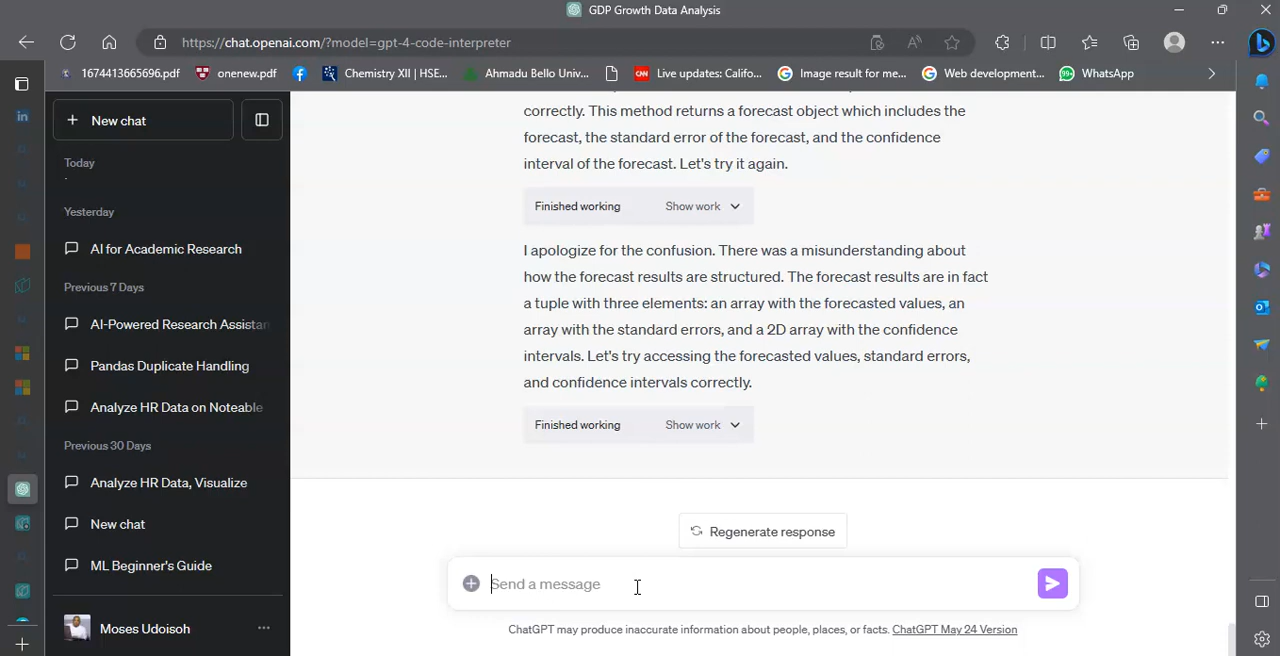 GDP Growth Data Analysis
https://chat.openai.com/?model=gpt-4-code-interpreter
1674413665696.pdf
onenew.pdf
Chemistry XII | HSE...
Ahmadu Bello Univ...
CNN
Live updates: Califo...
Image result for me...
Web development...
99+
WhatsApp
New chat
Today
Yesterday
AI for Academic Research
Previous 7 Days
AI-Powered Research Assistan
Pandas Duplicate Handling
Analyze HR Data on Noteable
Previous 30 Days
Analyze HR Data, Visualize
New chat
ML Beginner's Guide
Moses Udoisoh
correctly. This method returns a forecast object which includes the
forecast, the standard error of the forecast, and the confidence
interval of the forecast. Let's try it again.
Finished working Show work
I apologize for the confusion. There was a misunderstanding about
how the forecast results are structured. The forecast results are in fact
a tuple with three elements: an array with the forecasted values, an
array with the standard errors, and a 2D array with the confidence
intervals. Let's try accessing the forecasted values, standard errors,
and confidence intervals correctly.
Finished working Show work
Regenerate response
Send a message
ChatGPT may produce inaccurate information about people, places, or facts. ChatGPT May 24 Version